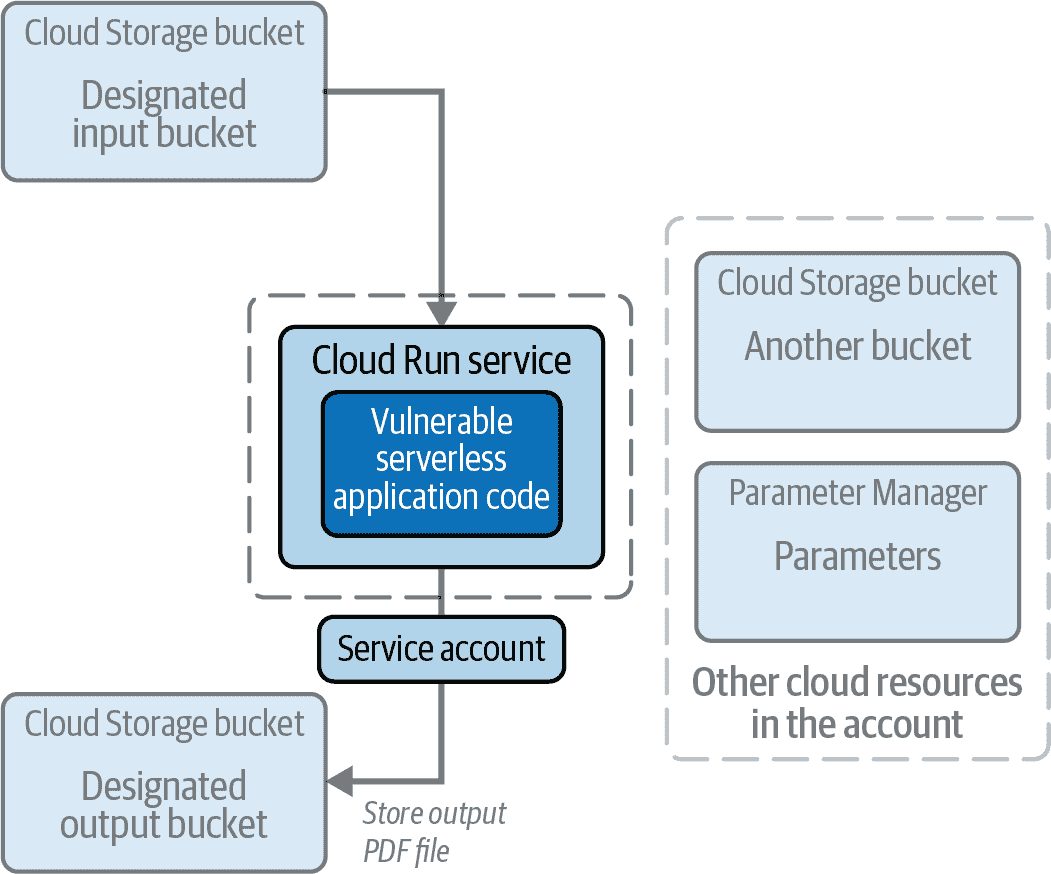 Cloud Storage bucket
Designated
input bucket
Cloud Run service
Vulnerable
serverless
application code
Service account
Cloud Storage bucket
Designated
output bucket
Store output
PDF file
Cloud Storage bucket
Another bucket
Parameter Manager
Parameters
Other cloud resources
in the account